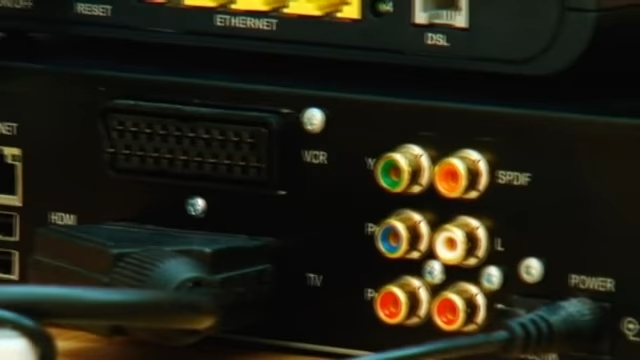 RESET
ETHERNET
DSL
VCR
Y
SPDIF
HDMI
L
TV
POWER